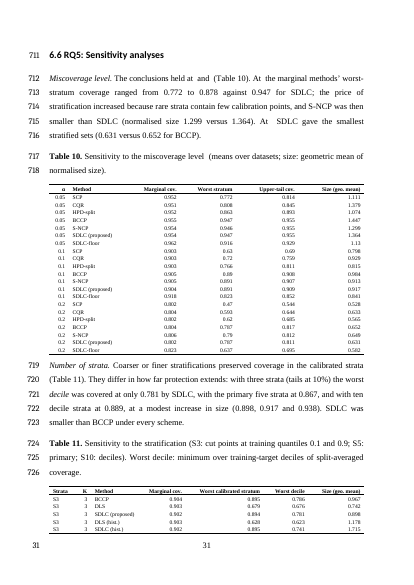 711 6.6 RQ5: Sensitivity analyses
712 Miscoverage level. The conclusions held at and (Table 10). At the marginal methods' worst-
713 stratum coverage ranged from 0.772 to 0.878 against 0.947 for SDLC; the price of
714 stratification increased because rare strata contain few calibration points, and S-NCP was then
715 smaller than SDLC (normalised size 1.299 versus 1.364). At SDLC gave the smallest
716 stratified sets (0.631 versus 0.652 for BCCP).
717 Table 10. Sensitivity to the miscoverage level (means over datasets; size: geometric mean of
718 normalised size).
α Method Marginal cov. Worst stratum Upper-tail cov. Size (geo. mean)
0.05 SCP 0.952 0.772 0.814 1.111
0.05 CQR 0.951 0.808 0.845 1.379
0.05 HPD-split 0.952 0.863 0.893 1.074
0.05 BCCP 0.955 0.947 0.955 1.447
0.05 S-NCP 0.954 0.946 0.955 1.299
0.05 SDLC (proposed) 0.954 0.947 0.955 1.364
0.05 SDLC-floor 0.962 0.916 0.929 1.13
0.1 SCP 0.903 0.63 0.69 0.798
0.1 CQR 0.903 0.72 0.759 0.929
0.1 HPD-split 0.903 0.766 0.811 0.815
0.1 BCCP 0.905 0.89 0.908 0.984
0.1 S-NCP 0.905 0.891 0.907 0.913
0.1 SDLC (proposed) 0.904 0.891 0.909 0.917
0.1 SDLC-floor 0.918 0.823 0.852 0.841
0.2 SCP 0.802 0.47 0.544 0.528
0.2 CQR 0.804 0.593 0.644 0.633
0.2 HPD-split 0.802 0.62 0.685 0.565
0.2 BCCP 0.804 0.787 0.817 0.652
0.2 S-NCP 0.806 0.79 0.812 0.649
0.2 SDLC (proposed) 0.802 0.787 0.811 0.631
0.2 SDLC-floor 0.823 0.637 0.695 0.582
719 Number of strata. Coarser or finer stratifications preserved coverage in the calibrated strata
720 (Table 11). They differ in how far protection extends: with three strata (tails at 10%) the worst
721 decile was covered at only 0.781 by SDLC, with the primary five strata at 0.867, and with ten
722 decile strata at 0.889, at a modest increase in size (0.898, 0.917 and 0.938). SDLC was
723 smaller than BCCP under every scheme.
724 Table 11. Sensitivity to the stratification (S3: cut points at training quantiles 0.1 and 0.9; S5:
725 primary; S10: deciles). Worst decile: minimum over training-target deciles of split-averaged
726 coverage.
Strata K Method Marginal cov. Worst calibrated stratum Worst decile Size (geo. mean)
S3 3 BCCP 0.904 0.895 0.786 0.967
S3 3 DLS 0.903 0.679 0.676 0.742
S3 3 SDLC (proposed) 0.902 0.894 0.781 0.898
S3 3 DLS (hist.) 0.903 0.628 0.623 1.178
S3 3 SDLC (hist.) 0.902 0.895 0.741 1.715
31 31